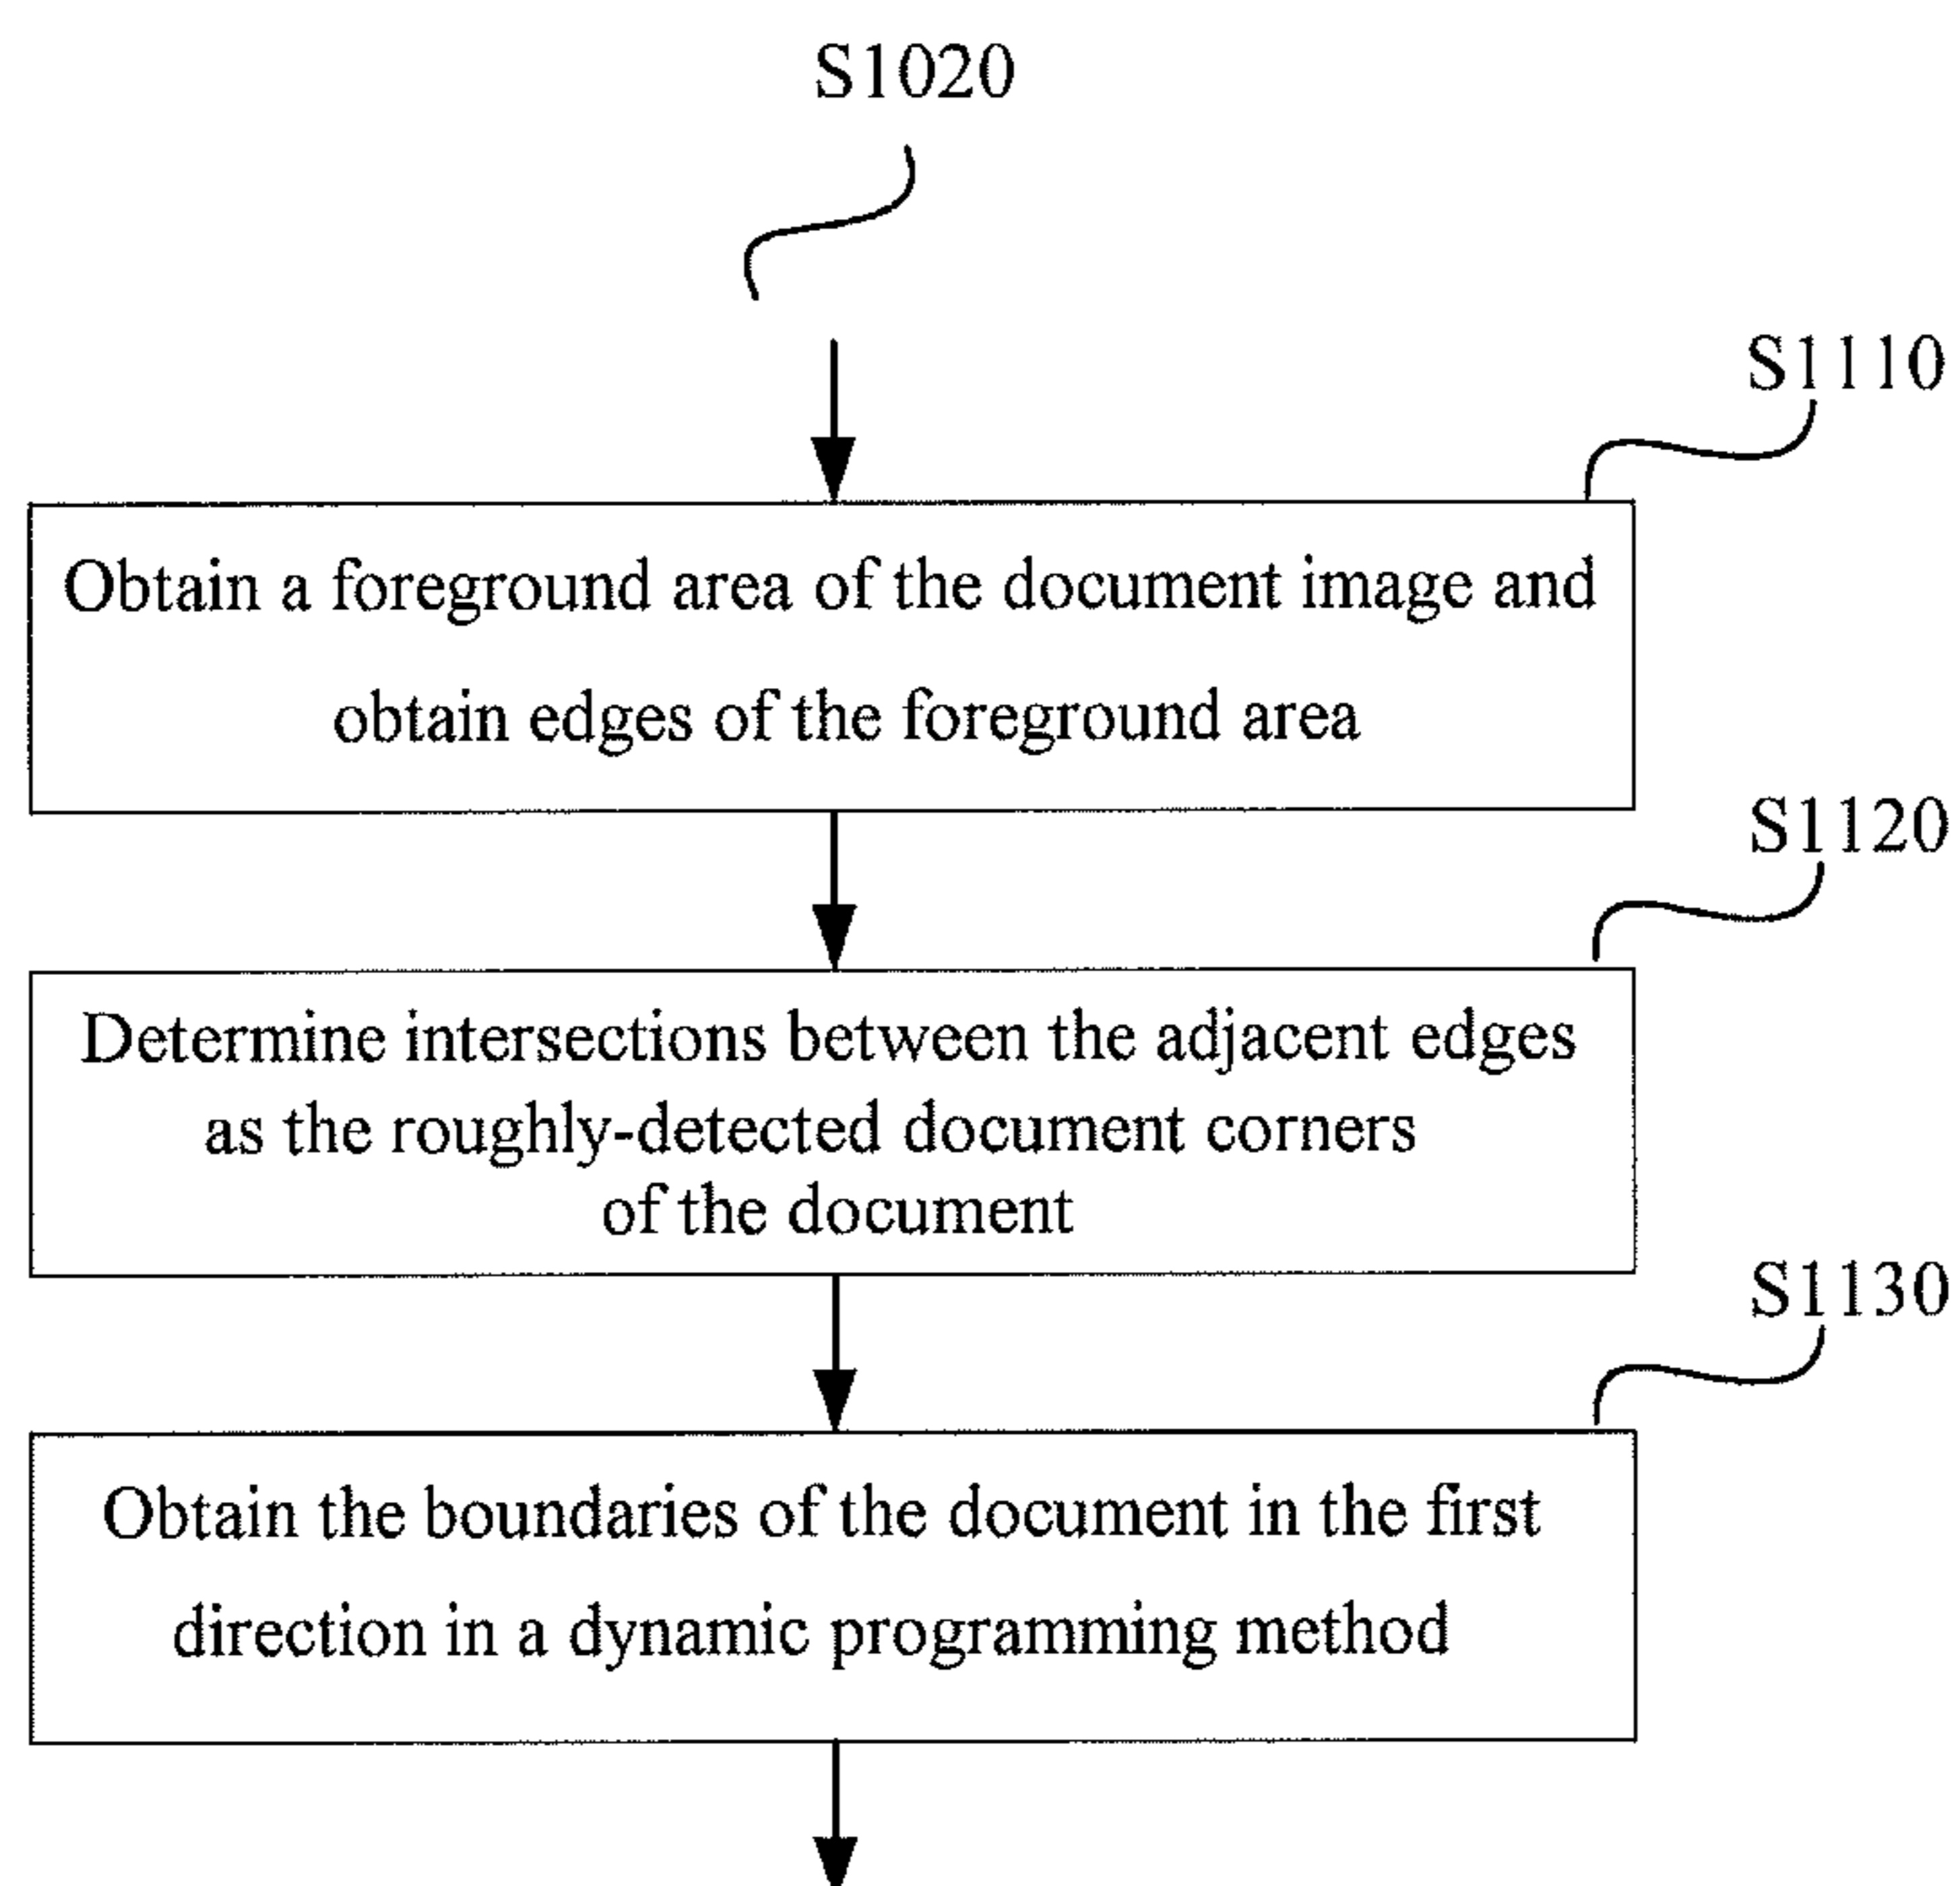 S1020
S1110
Obtain a foreground area of the document image and
obtain edges of the foreground area
S1120
Determine intersections between the adjacent edges
as the roughly-detected document corners
of the document
S1130
Obtain the boundaries of the document in the first
direction in a dynamic programming method